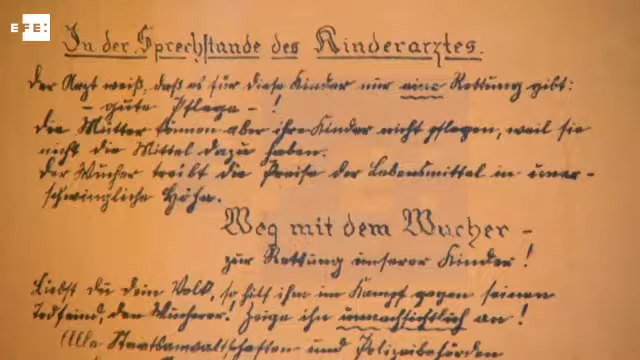 EFE:
In der Sprechstunde des Kinderarztes.
Der Arzt weiß, daß es für diese Kinder nur eine Rettung gibt:
– gute Pflege – !
Die Mütter können aber ihre Kinder nicht pflegen, weil sie
nicht die Mittel dazu haben.
Der Wucher treibt die Preise der Lebensmittel in uner-
schwingliche Höhe.
Weg mit dem Wucher –
zur Rettung unserer Kinder!
Liebst du dein Volk, so hilf ihm im Kampf gegen seinen
Todfeind, den Wucherer! Zeige ihn unnachsichtlich an!
Alle Staatsanwaltschaften und Polizeibehörden